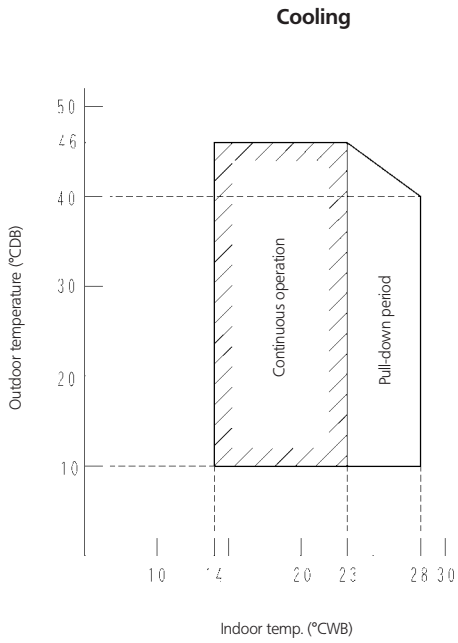 Cooling
50
46
40
30
20
10
Outdoor temperature (°CDB)
Continuous operation
Pull-down period
10 14 20 23 28 30
Indoor temp. (°CWB)